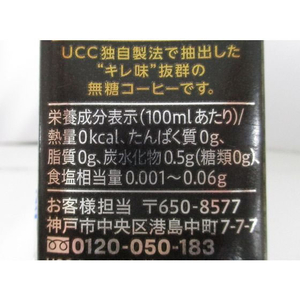 UCC独自製法で抽出した
"キレ味"抜群の
無糖コーヒーです。
栄養成分表示(100mlあたり)/
熱量0kcal、たんぱく質0g、
脂質0g、炭水化物0.5g(糖類0g)、
食塩相当量0.001～0.06g
お客様担当 〒650-8577
神戸市中央区港島中町7-7-7
0120-050-183